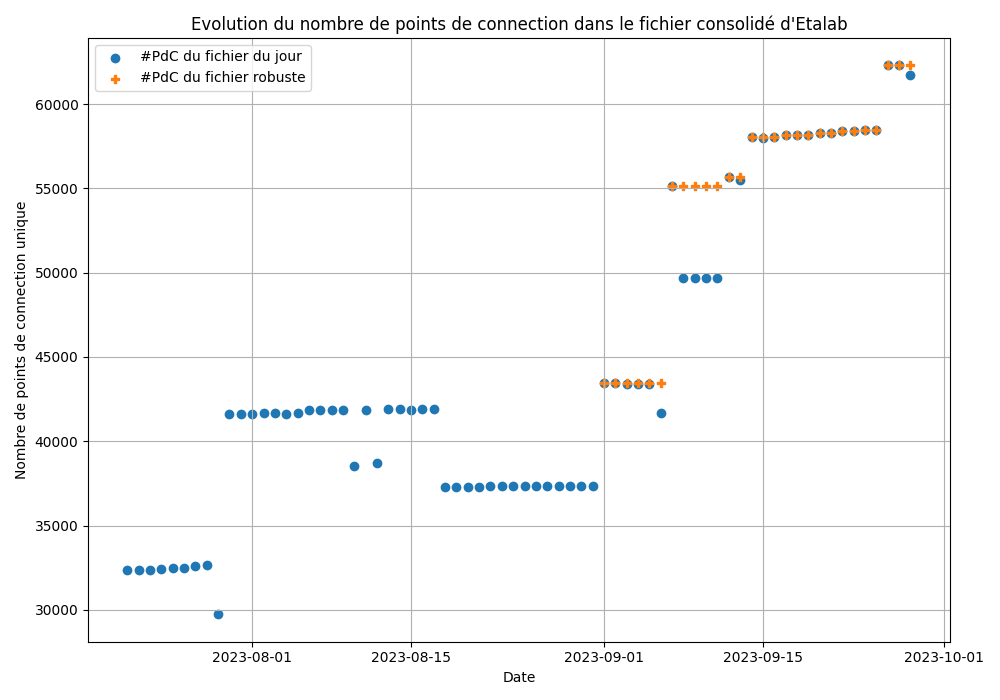 Evolution du nombre de points de connection dans le fichier consolidé d'Etalab
#PdC du fichier du jour
#PdC du fichier robuste
60000
55000
50000
45000
40000
35000
30000
Nombre de points de connection unique
2023-08-01 2023-08-15 2023-09-01 2023-09-15 2023-10-01
Date